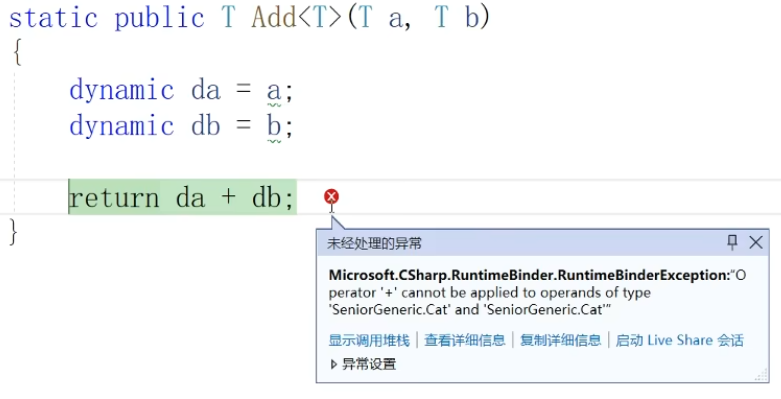 static public T Add<T>(T a, T b)
{
dynamic da = a;
dynamic db = b;
return da + db;
}
未经处理的异常
Microsoft.CSharp.RuntimeBinder.RuntimeBinderException:“O
perator '+' cannot be applied to operands of type
'SeniorGeneric.Cat' and 'SeniorGeneric.Cat'”
显示调用堆栈 | 查看详细信息 | 复制详细信息 | 启动 Live Share 会话
异常设置